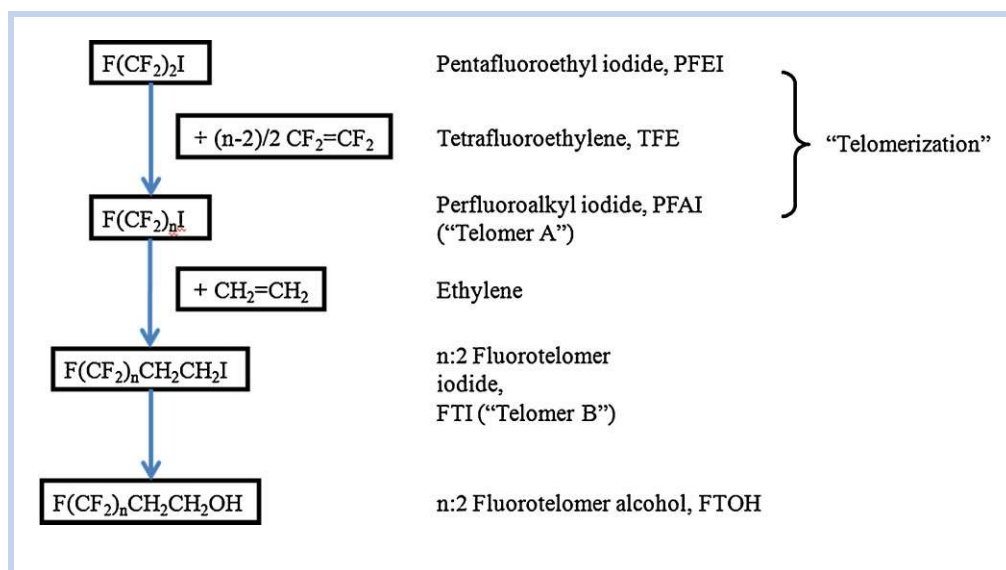 F(CF₂)₂I
Pentafluoroethyl iodide, PFEI
+ (n-2)/2 CF₂=CF₂
Tetrafluoroethylene, TFE
“Telomerization”
F(CF₂)ₙI
Perfluoroalkyl iodide, PFAI
(“Telomer A”)
+ CH₂=CH₂
Ethylene
F(CF₂)ₙCH₂CH₂I
n:2 Fluorotelomer
iodide,
FTI (“Telomer B”)
F(CF₂)ₙCH₂CH₂OH
n:2 Fluorotelomer alcohol, FTOH